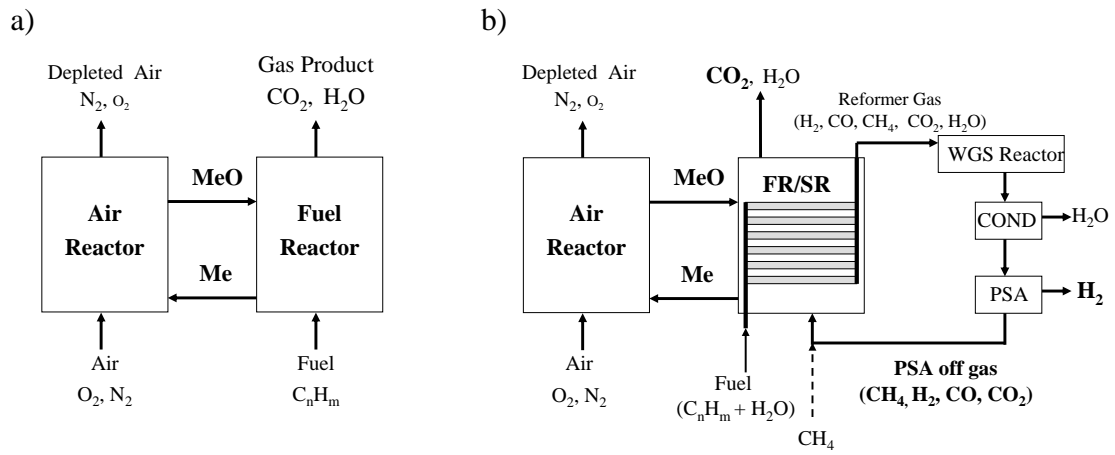 a)
Depleted Air
N₂, O₂
Gas Product
CO₂, H₂O
MeO
Air
Reactor
Fuel
Reactor
Me
Air
O₂, N₂
Fuel
CₙHₘ
b)
Depleted Air
N₂, O₂
CO₂, H₂O
Reformer Gas
(H₂, CO, CH₄, CO₂, H₂O)
MeO
FR/SR
Air
Reactor
Me
WGS Reactor
COND
H₂O
PSA
H₂
Air
O₂, N₂
Fuel
(CₙHₘ + H₂O)
CH₄
PSA off gas
(CH₄, H₂, CO, CO₂)